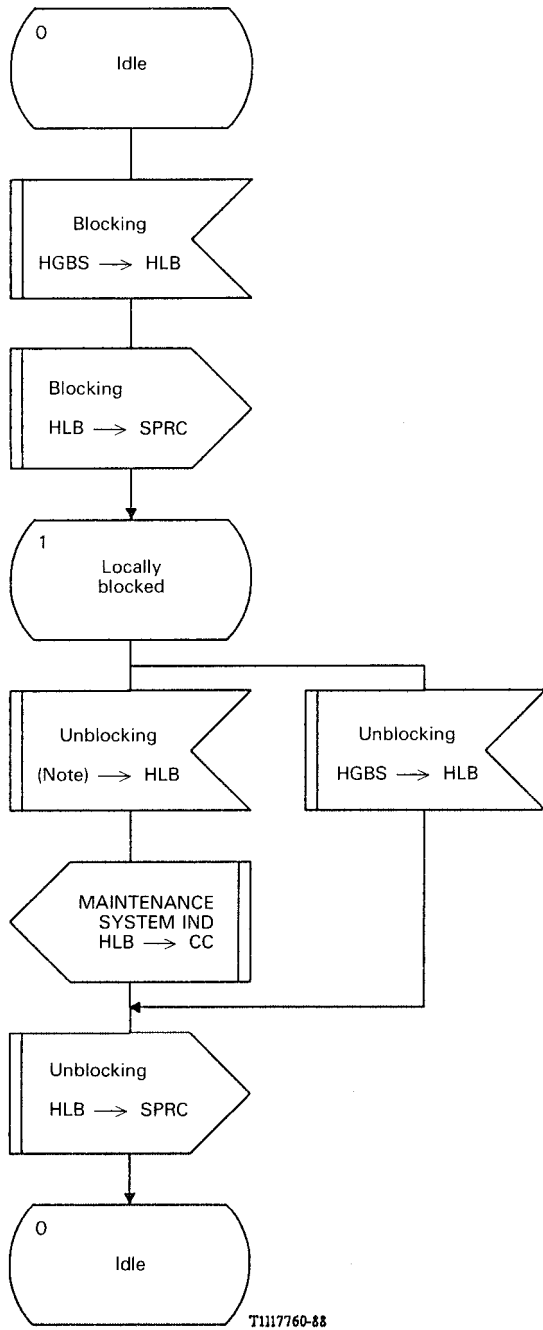 0
Idle
Blocking
HGBS → HLB
Blocking
HLB → SPRC
1
Locally
blocked
Unblocking
(Note) → HLB
Unblocking
HGBS → HLB
MAINTENANCE
SYSTEM IND
HLB → CC
Unblocking
HLB → SPRC
0
Idle
T1117760-88